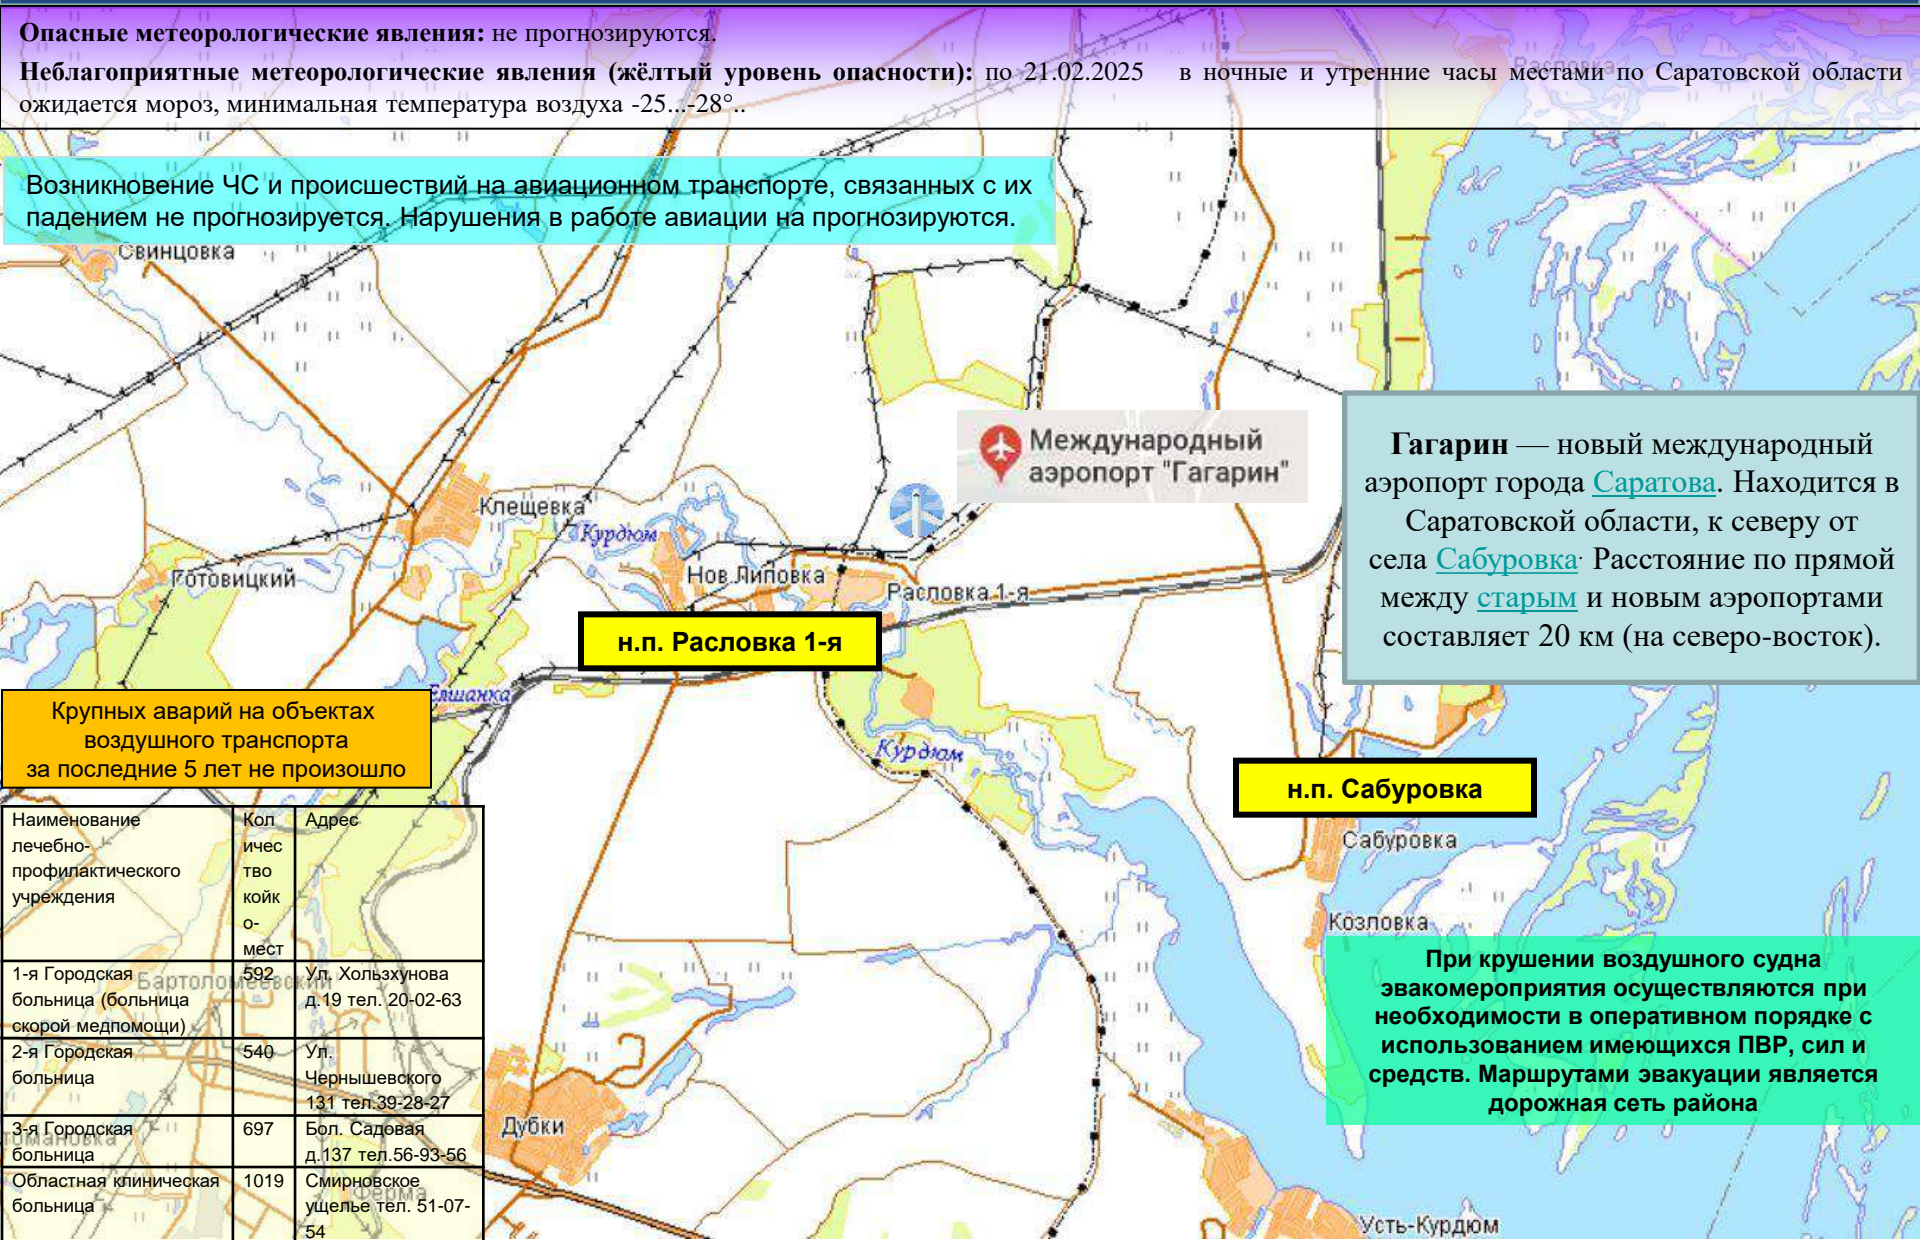 Опасные метеорологические явления: не прогнозируются.
Неблагоприятные метеорологические явления (жёлтый уровень опасности): по 21.02.2025 в ночные и утренние часы местами по Саратовской области
ожидается мороз, минимальная температура воздуха -25...-28°..
Возникновение ЧС и происшествий на авиационном транспорте, связанных с их
падением не прогнозируется. Нарушения в работе авиации на прогнозируются.
Свинцовка
Международный
аэропорт "Гагарин"
Гагарин — новый международный
аэропорт города Саратова. Находится в
Саратовской области, к северу от
села Сабуровка. Расстояние по прямой
между старым и новым аэропортами
составляет 20 км (на северо-восток).
Клещевка
Курдюм
Готовицкий
Нов.Липовка
Расловка 1-я
н.п. Расловка 1-я
Елшанка
Крупных аварий на объектах
воздушного транспорта
за последние 5 лет не произошло
Курдюм
н.п. Сабуровка
Сабуровка
Козловка
Наименование
лечебно-
профилактического
учреждения
Кол
ичес
тво
койк
о-
мест
Адрес
1-я Городская
больница (больница
скорой медпомощи)
592
Ул. Хользхунова
д.19 тел. 20-02-63
Бартоломеевский
2-я Городская
больница
540
Ул.
Чернышевского
131 тел.39-28-27
3-я Городская
больница
697
Бол. Садовая
д.137 тел.56-93-56
Областная клиническая
больница
1019
Смирновское
ущелье тел. 51-07-
54
Ферма
Дубки
При крушении воздушного судна
эвакомероприятия осуществляются при
необходимости в оперативном порядке с
использованием имеющихся ПВР, сил и
средств. Маршрутами эвакуации является
дорожная сеть района
Усть-Курдюм